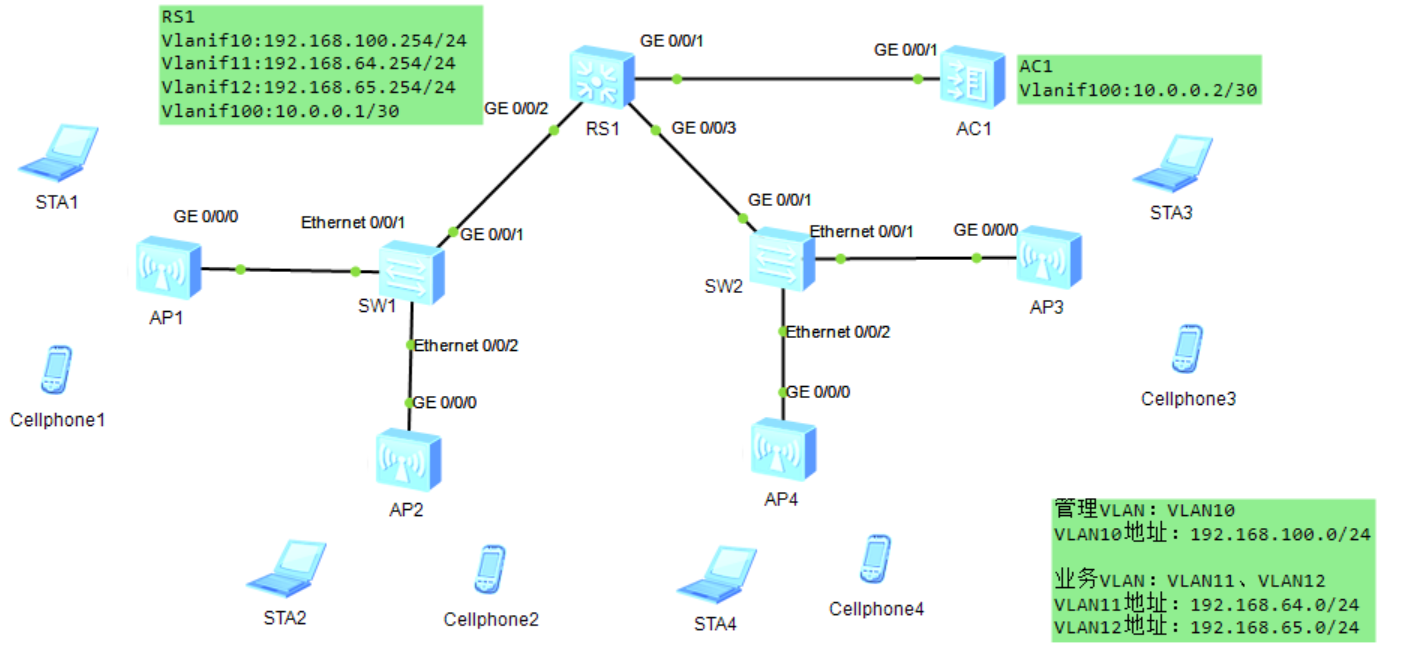 RS1
Vlanif10:192.168.100.254/24
Vlanif11:192.168.64.254/24
Vlanif12:192.168.65.254/24
Vlanif100:10.0.0.1/30
GE 0/0/1
GE 0/0/1
AC1
Vlanif100:10.0.0.2/30
GE 0/0/2
RS1
GE 0/0/3
AC1
STA1
STA3
GE 0/0/0
Ethernet 0/0/1
GE 0/0/1
GE 0/0/1
Ethernet 0/0/1
GE 0/0/0
AP1
SW1
SW2
AP3
Ethernet 0/0/2
Ethernet 0/0/2
GE 0/0/0
GE 0/0/0
Cellphone1
Cellphone3
AP2
AP4
STA2
Cellphone2
STA4
Cellphone4
管理VLAN：VLAN10
VLAN10地址：192.168.100.0/24
业务VLAN：VLAN11、VLAN12
VLAN11地址：192.168.64.0/24
VLAN12地址：192.168.65.0/24